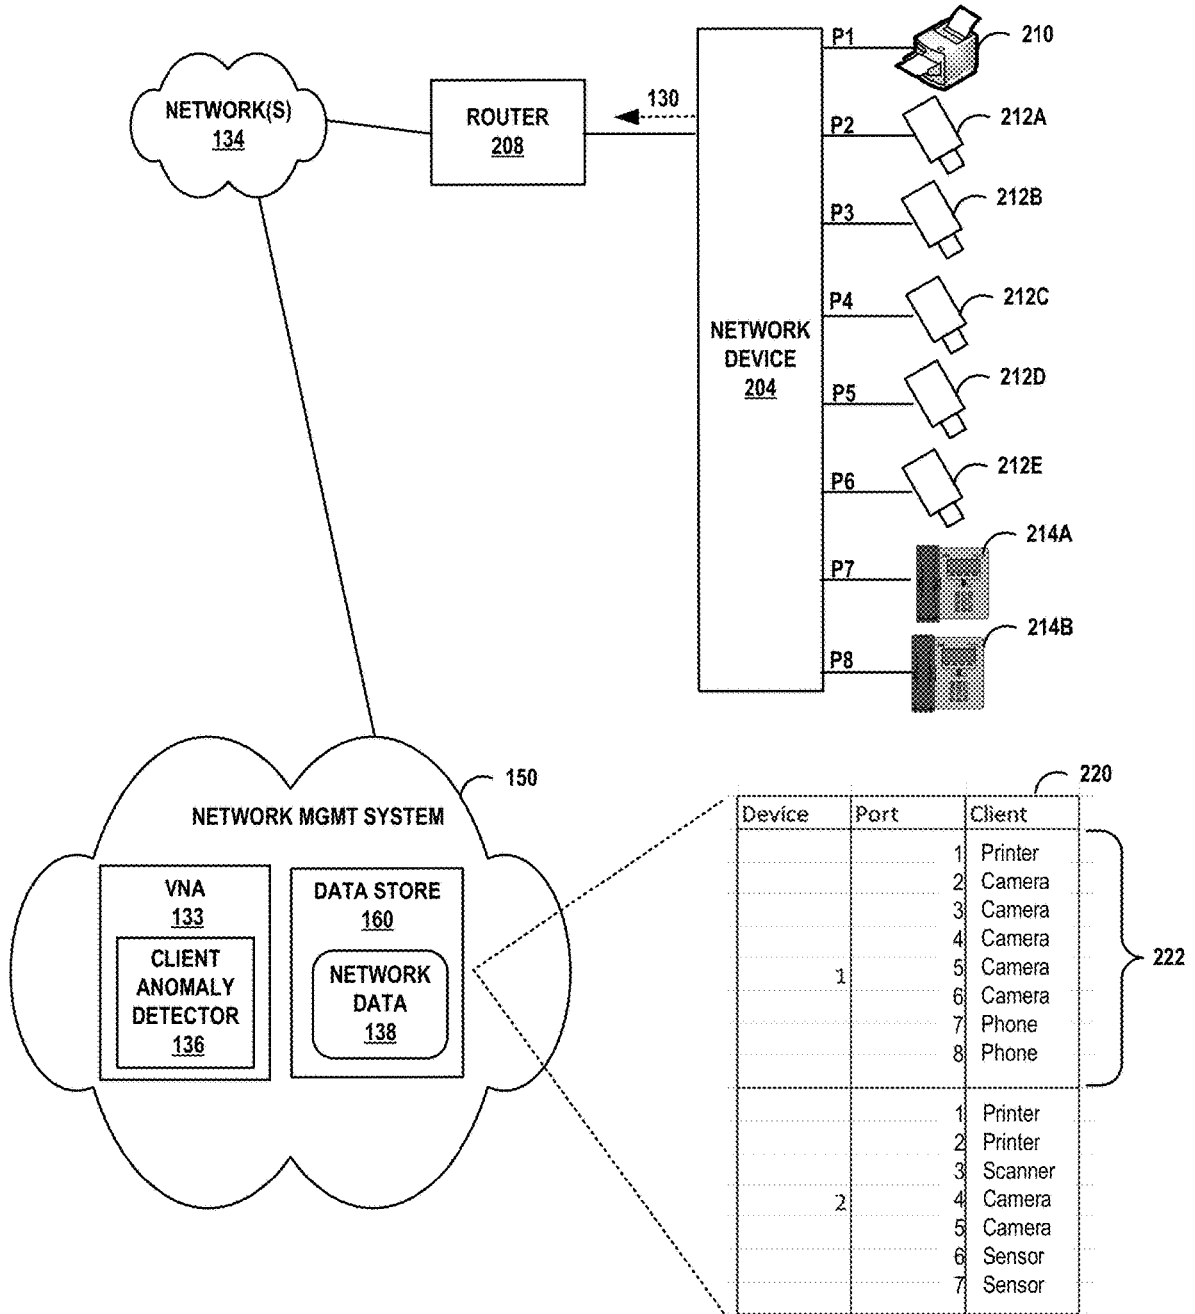 P1
210
NETWORK(S)
134
ROUTER
208
130
P2
212A
P3
212B
P4
212C
NETWORK
DEVICE
204
P5
212D
P6
212E
P7
214A
P8
214B
150
NETWORK MGMT SYSTEM
VNA
133
CLIENT
ANOMALY
DETECTOR
136
DATA STORE
160
NETWORK
DATA
138
220
Device Port Client
1 Printer
2 Camera
3 Camera
4 Camera
1 5 Camera
6 Camera
7 Phone
8 Phone
222
1 Printer
2 Printer
3 Scanner
2 4 Camera
5 Camera
6 Sensor
7 Sensor